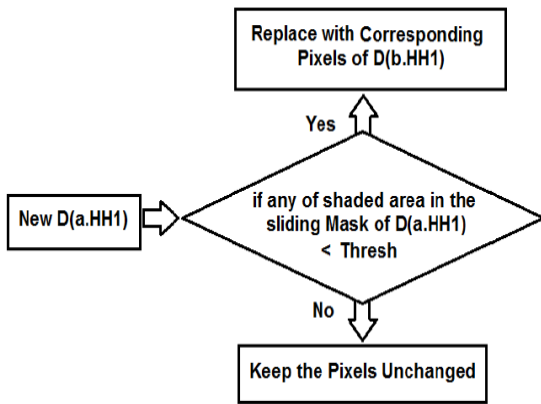 Replace with Corresponding
Pixels of D(b.HH1)
Yes
New D(a.HH1)
if any of shaded area in the
sliding Mask of D(a.HH1)
< Thresh
No
Keep the Pixels Unchanged